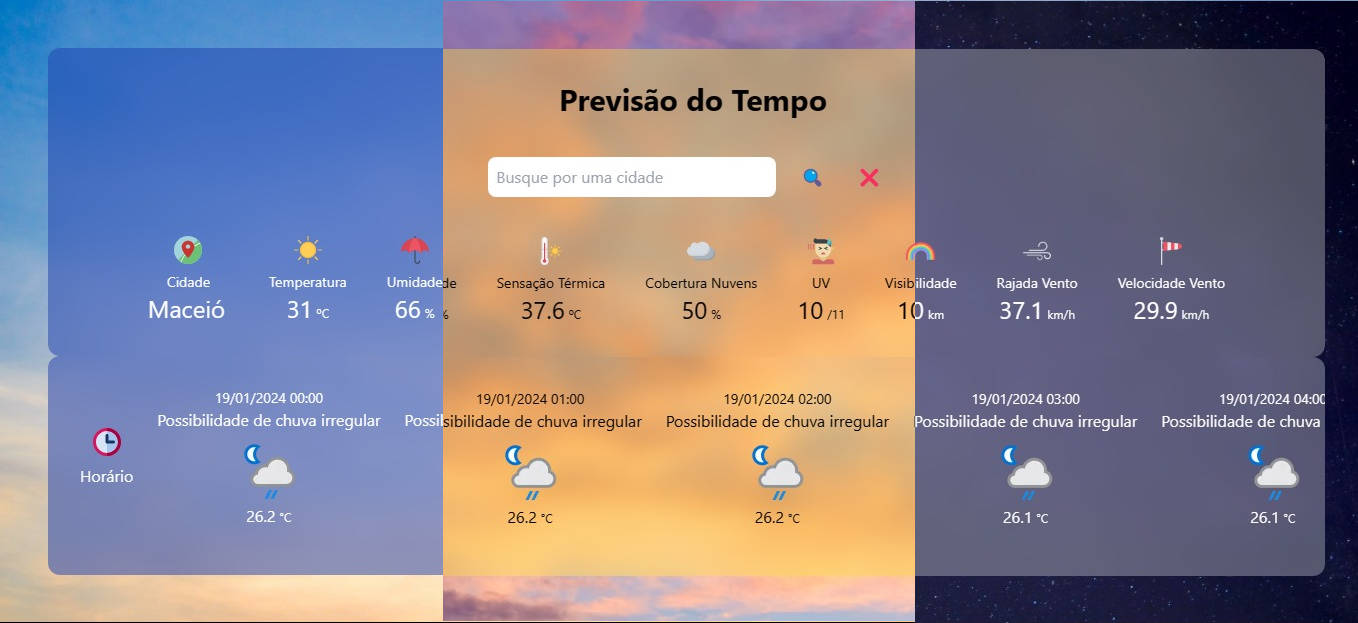 Previsão do Tempo
Busque por uma cidade
Cidade
Maceió
Temperatura
31 °C
Umidade de
66 % %
Sensação Térmica
37.6 °C
Cobertura Nuvens
50 %
UV
10 /11
Visibilidade
10 km
Rajada Vento
37.1 km/h
Velocidade Vento
29.9 km/h
Horário
19/01/2024 00:00
Possibilidade de chuva irregular
26.2 °C
19/01/2024 01:00
Possilsibilidade de chuva irregular
26.2 °C
19/01/2024 02:00
Possibilidade de chuva irregular
26.2 °C
19/01/2024 03:00
Possibilidade de chuva irregular
26.1 °C
19/01/2024 04:00
Possibilidade de chuva
26.1 °C